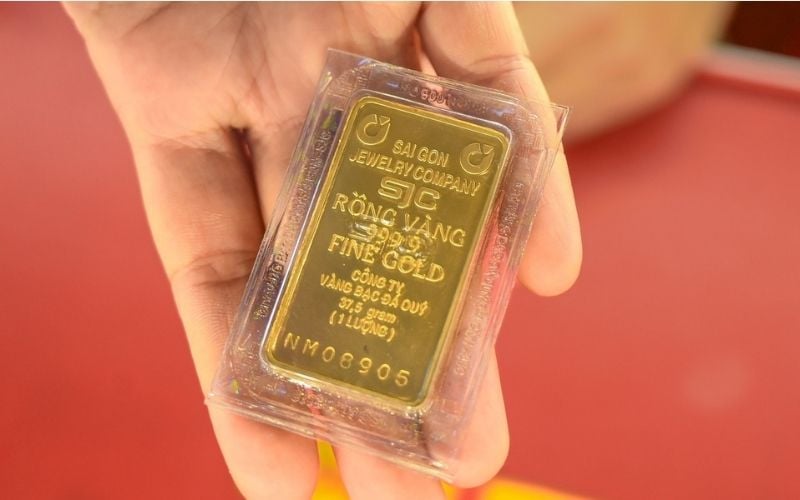 SAI GON
JEWELRY COMPANY
SJC
RỒNG VÀNG
999.9
FINE GOLD
CÔNG TY
VÀNG BẠC ĐÁ QUÝ
37,5 gram
(1 LƯỢNG)
NM08905